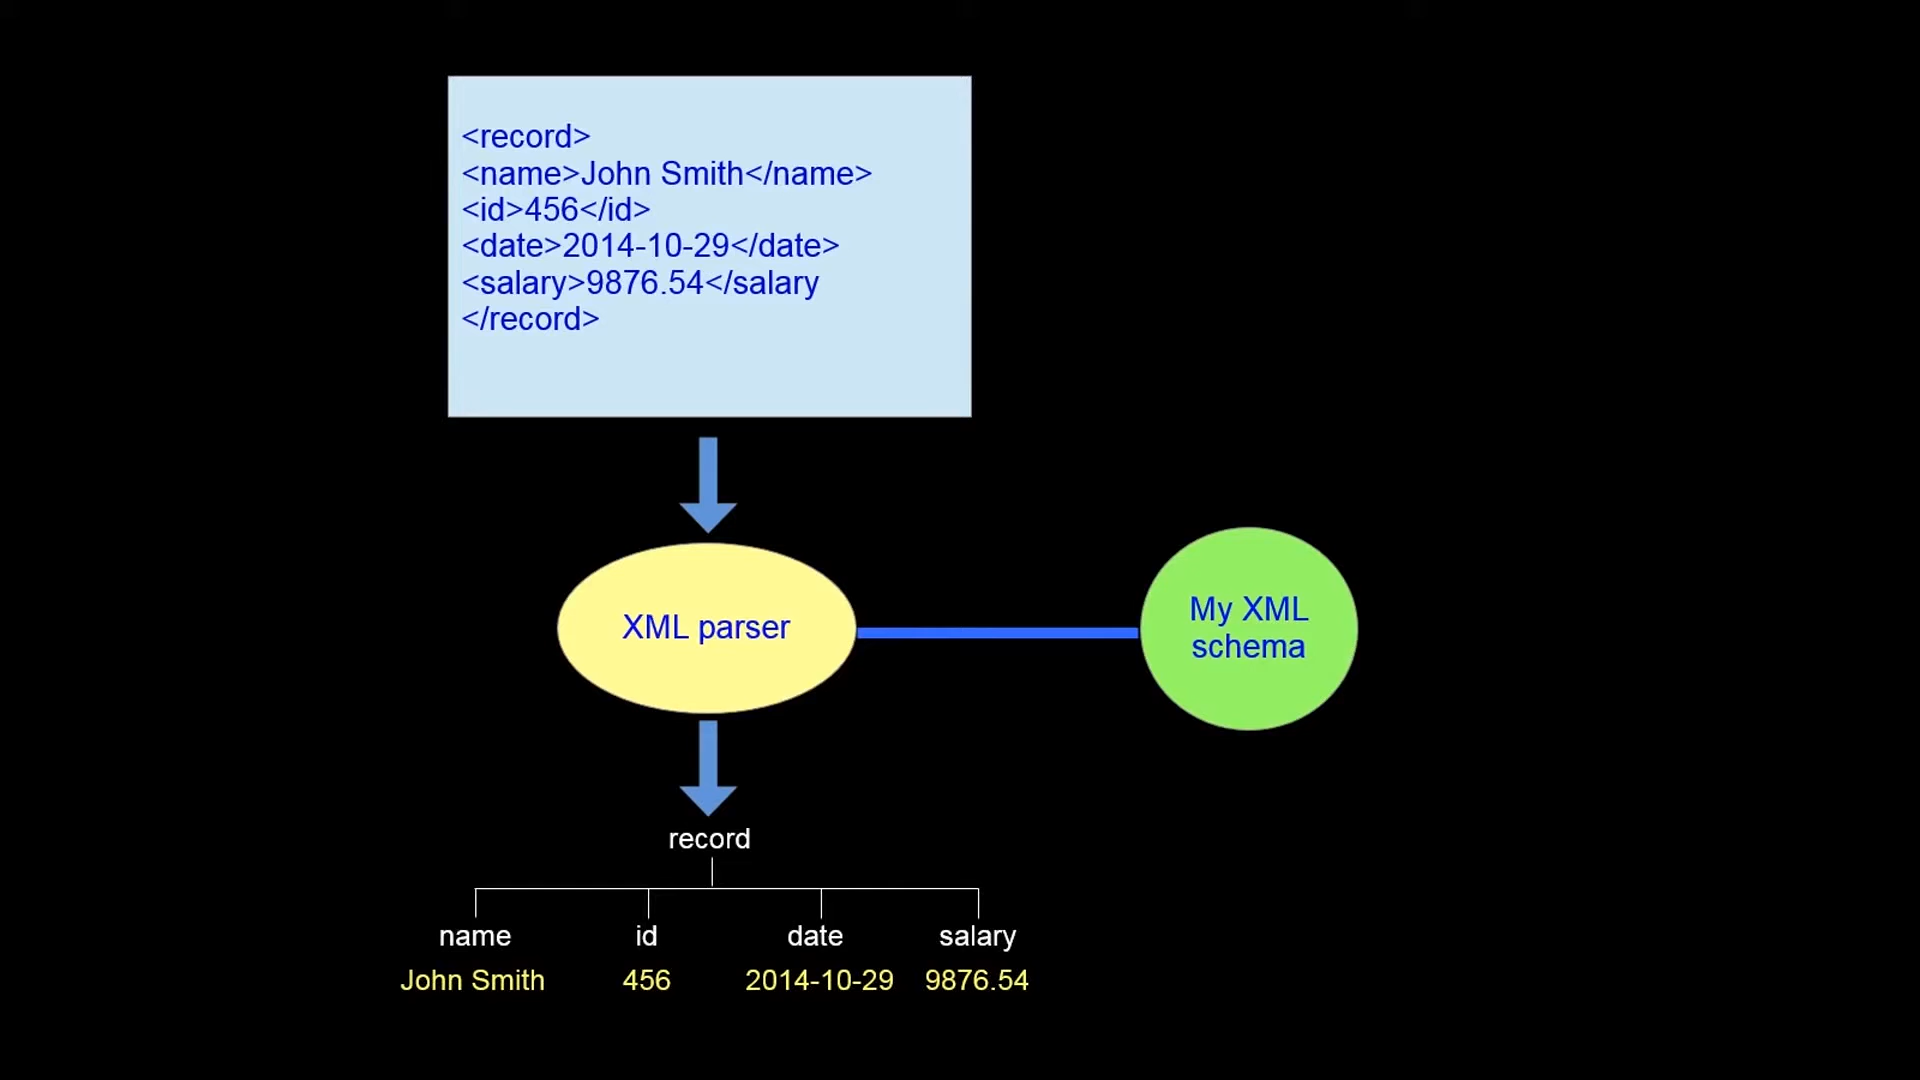 <record>
<name>John Smith</name>
<id>456</id>
<date>2014-10-29</date>
<salary>9876.54</salary
</record>
XML parser
My XML
schema
record
name id date salary
John Smith 456 2014-10-29 9876.54